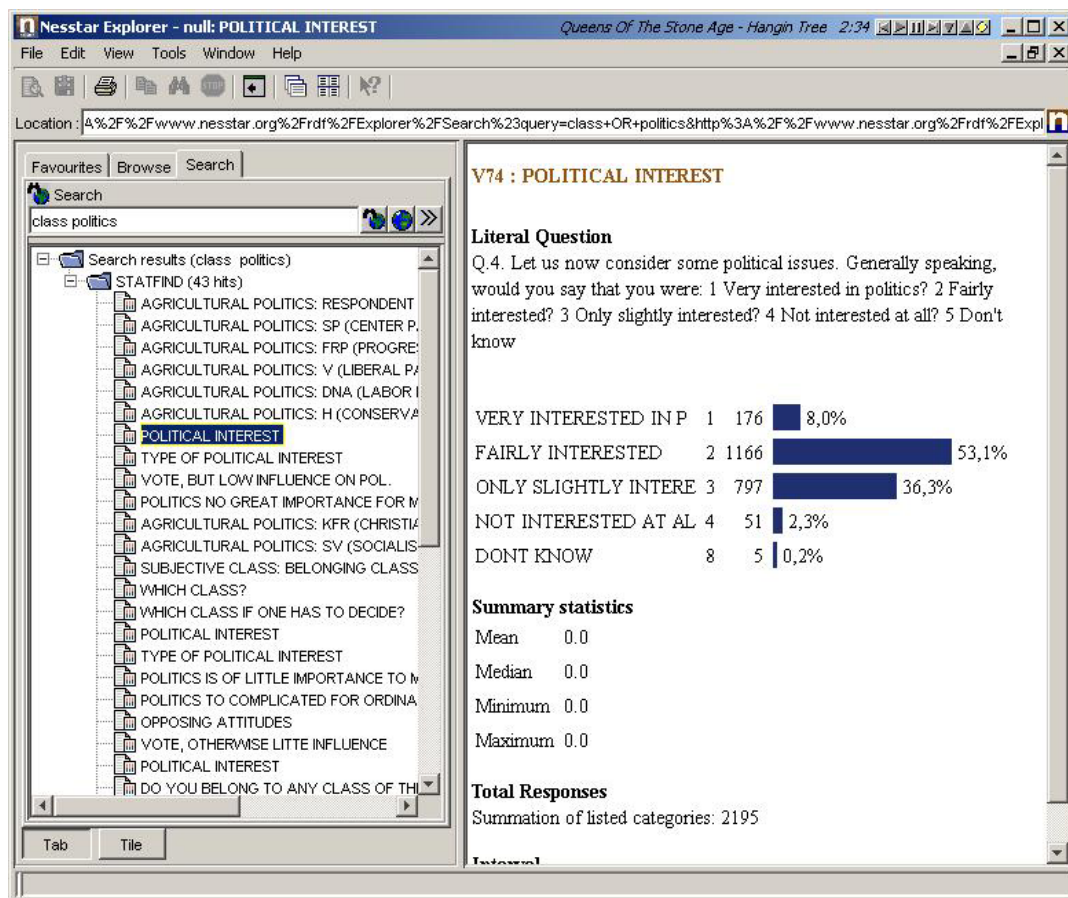 Nesstar Explorer - null: POLITICAL INTEREST Queens Of The Stone Age - Hangin Tree 2:34
File Edit View Tools Window Help
STOP
Location : A%2F%2Fwww.nesstar.org%2Frdf%2FExplorer%2FSearch%23query=class+OR+politics&http%3A%2F%2Fwww.nesstar.org%2Frdf%2FExpl n
Favourites Browse Search
Search
class politics
Search results (class politics)
STATFIND (43 hits)
AGRICULTURAL POLITICS: RESPONDENT
AGRICULTURAL POLITICS: SP (CENTER P.
AGRICULTURAL POLITICS: FRP (PROGRE
AGRICULTURAL POLITICS: V (LIBERAL PA
AGRICULTURAL POLITICS: DNA (LABOR
AGRICULTURAL POLITICS: H (CONSERVA
POLITICAL INTEREST
TYPE OF POLITICAL INTEREST
VOTE, BUT LOW INFLUENCE ON POL.
POLITICS NO GREAT IMPORTANCE FOR M
AGRICULTURAL POLITICS: KFR (CHRISTIA
AGRICULTURAL POLITICS: SV (SOCIALIS
SUBJECTIVE CLASS: BELONGING CLASS
WHICH CLASS?
WHICH CLASS IF ONE HAS TO DECIDE?
POLITICAL INTEREST
TYPE OF POLITICAL INTEREST
POLITICS IS OF LITTLE IMPORTANCE TO M
POLITICS TO COMPLICATED FOR ORDINA
OPPOSING ATTITUDES
VOTE, OTHERWISE LITTE INFLUENCE
POLITICAL INTEREST
DO YOU BELONG TO ANY CLASS OF TH
Tab Tile
V74 : POLITICAL INTEREST
Literal Question
Q.4. Let us now consider some political issues. Generally speaking,
would you say that you were: 1 Very interested in politics? 2 Fairly
interested? 3 Only slightly interested? 4 Not interested at all? 5 Don't
know
VERY INTERESTED IN P 1 176 8,0%
FAIRLY INTERESTED 2 1166 53,1%
ONLY SLIGHTLY INTERE 3 797 36,3%
NOT INTERESTED AT AL 4 51 2,3%
DONT KNOW 8 5 0,2%
Summary statistics
Mean 0.0
Median 0.0
Minimum 0.0
Maximum 0.0
Total Responses
Summation of listed categories: 2195
Interval